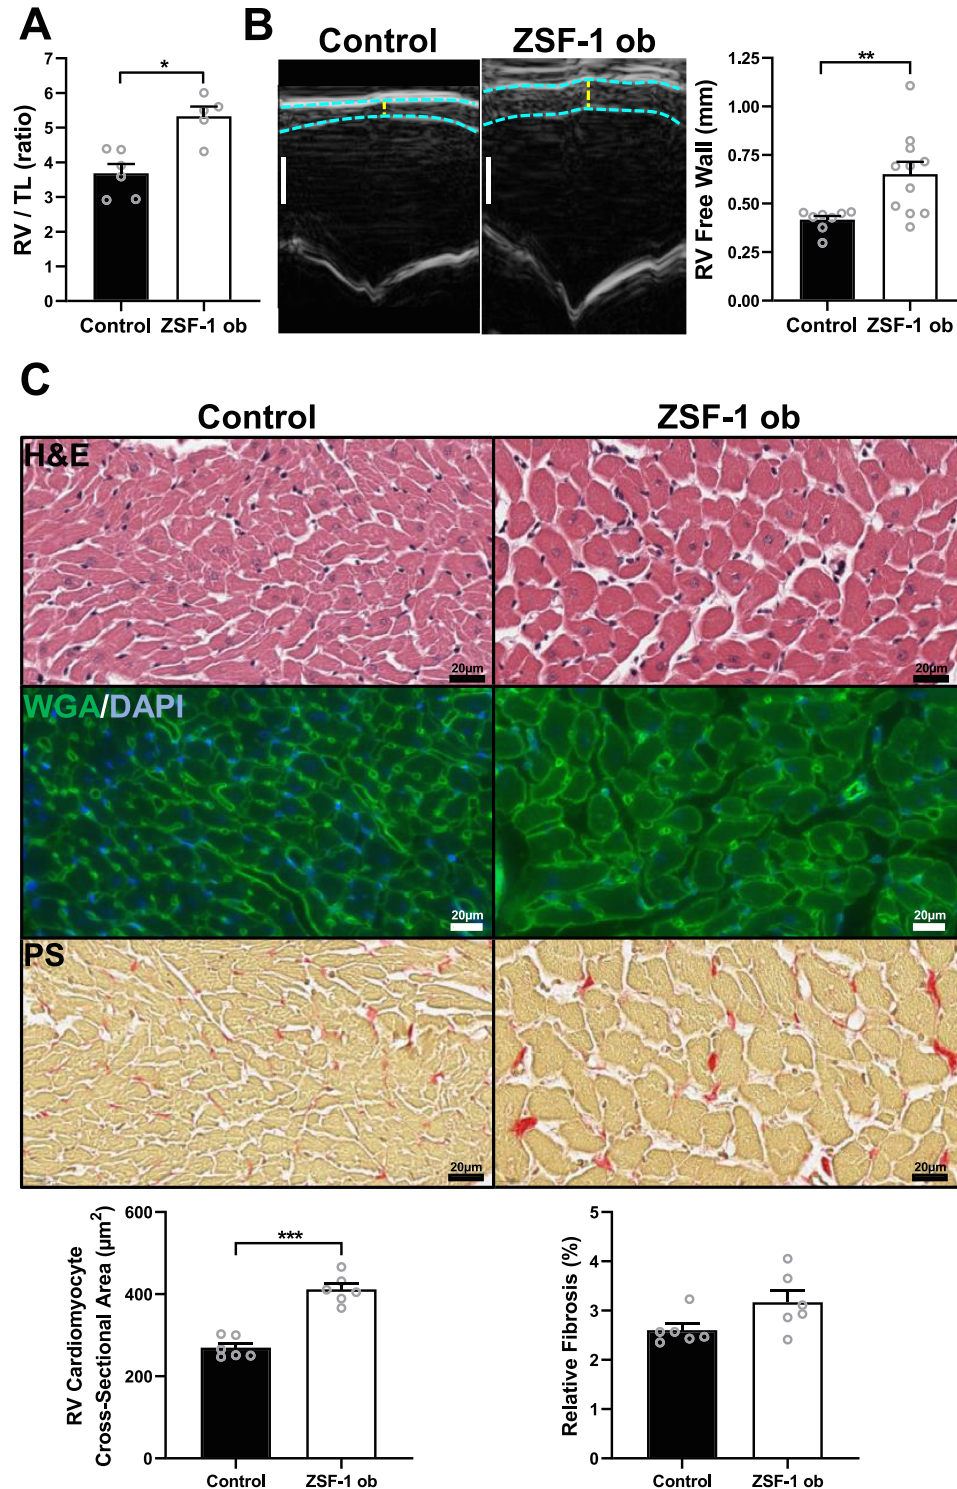 A
B
Control
ZSF-1 ob
7
6
5
4
3
2
1
0
RV / TL (ratio)
*
Control
ZSF-1 ob
1.25
1.00
0.75
0.50
0.25
0.00
RV Free Wall (mm)
**
Control
ZSF-1 ob
C
Control
ZSF-1 ob
H&E
20µm
20µm
WGA/DAPI
20µm
20µm
PS
20µm
20µm
600
400
200
0
RV Cardiomyocyte
Cross-Sectional Area (µm²)
***
Control
ZSF-1 ob
5
4
3
2
1
0
Relative Fibrosis (%)
Control
ZSF-1 ob